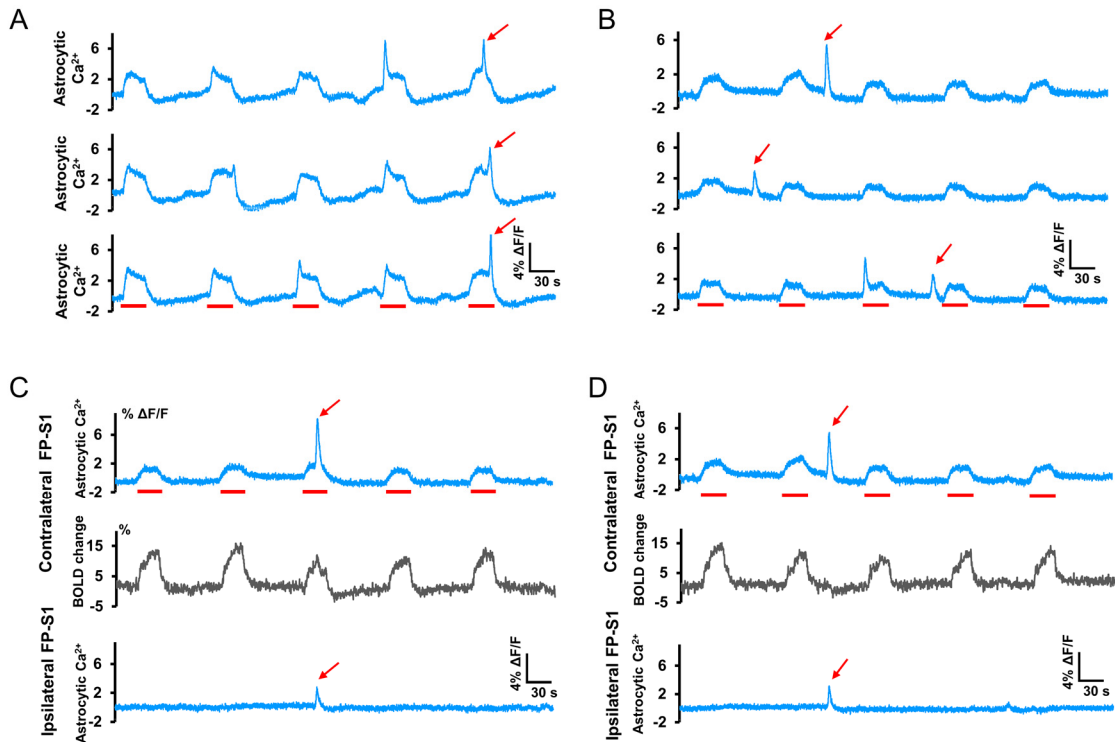 A
Astrocytic
Ca²⁺
6
2
-2
Astrocytic
Ca²⁺
6
2
-2
Astrocytic
Ca²⁺
6
2
-2
4% ΔF/F
30 s
B
6
2
-2
6
2
-2
6
2
-2
4% ΔF/F
30 s
C
Contralateral FP-S1
Astrocytic Ca²⁺
% ΔF/F
6
2
-2
BOLD change
%
15
5
-5
Ipsilateral FP-S1
Astrocytic Ca²⁺
6
2
-2
4% ΔF/F
30 s
D
Contralateral FP-S1
Astrocytic Ca²⁺
6
2
-2
BOLD change
15
5
-5
Ipsilateral FP-S1
Astrocytic Ca²⁺
6
2
-2
4% ΔF/F
30 s